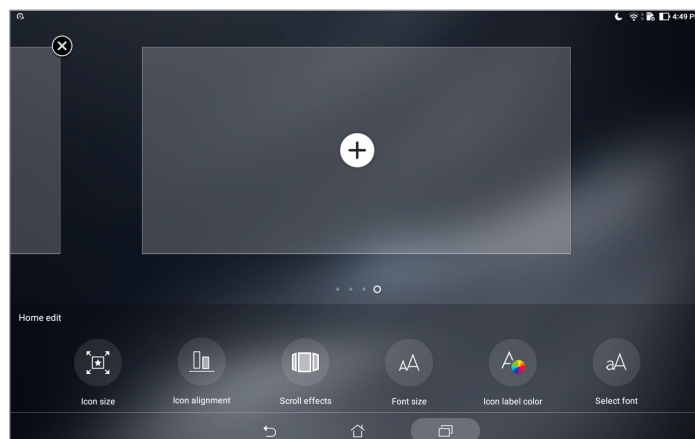 4:49 P
Home edit
Icon size
Icon alignment
Scroll effects
Font size
Icon label color
Select font